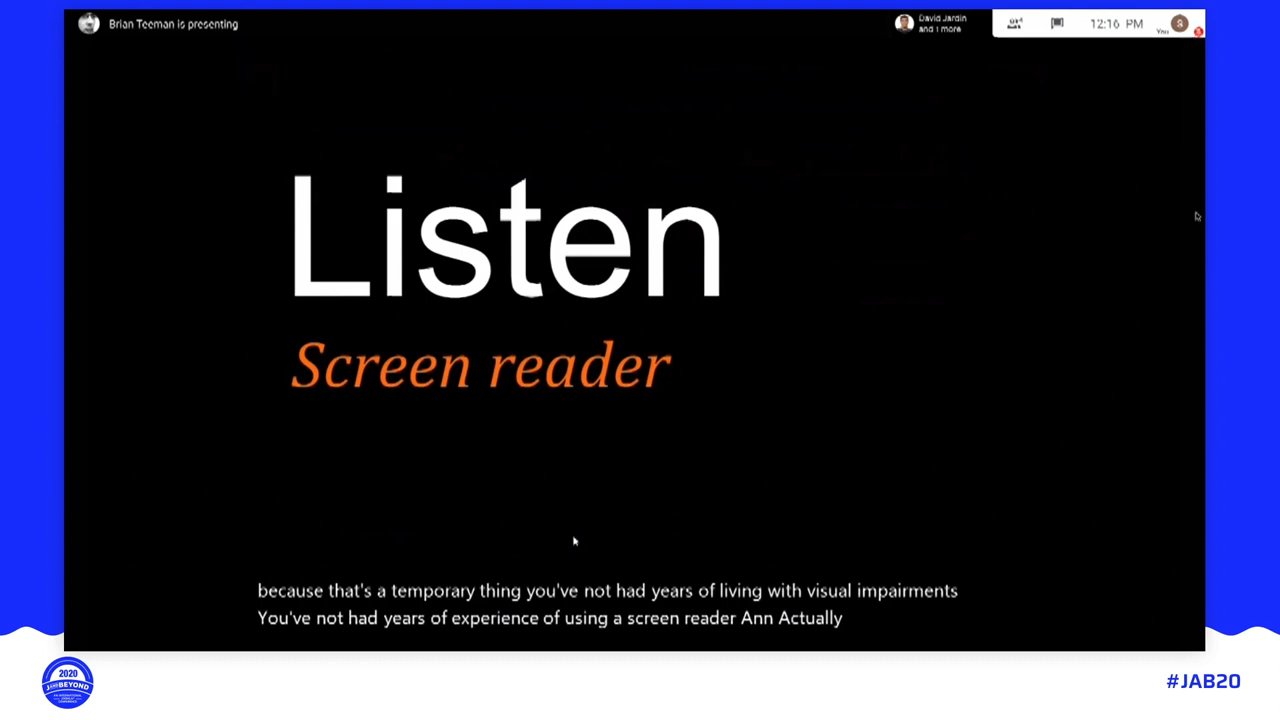 Brian Teeman is presenting
David Jardin
and 1 more
12:16 PM
You
S
Listen
Screen reader
because that's a temporary thing you've not had years of living with visual impairments
You've not had years of experience of using a screen reader Ann Actually
2020
JANDBEYOND
#JAB20